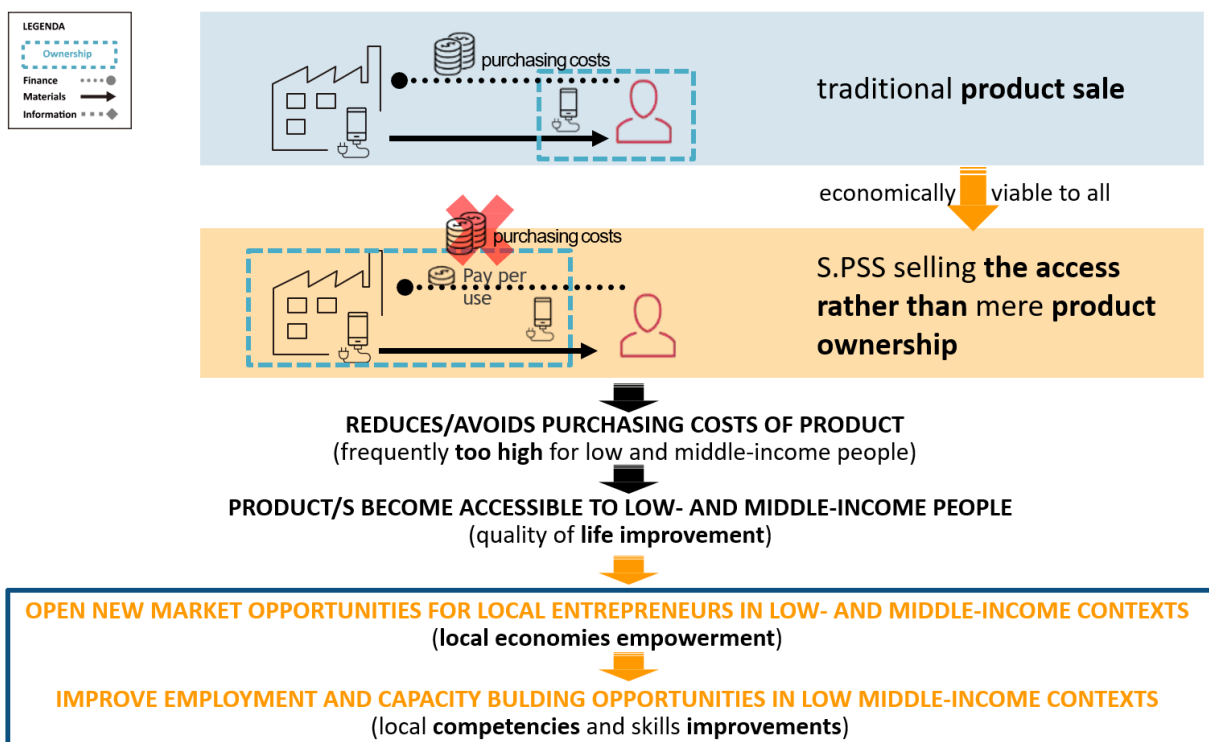 LEGENDA
Ownership
Finance
Materials
Information
purchasing costs
traditional product sale
economically viable to all
purchasing costs
Pay per
use
S.PSS selling the access
rather than mere product
ownership
REDUCES/AVOIDS PURCHASING COSTS OF PRODUCT
(frequently too high for low and middle-income people)
PRODUCT/S BECOME ACCESSIBLE TO LOW- AND MIDDLE-INCOME PEOPLE
(quality of life improvement)
OPEN NEW MARKET OPPORTUNITIES FOR LOCAL ENTREPRENEURS IN LOW- AND MIDDLE-INCOME CONTEXTS
(local economies empowerment)
IMPROVE EMPLOYMENT AND CAPACITY BULDING OPPORTUNITIES IN LOW MIDDLE-INCOME CONTEXTS
(local competencies and skills improvements)